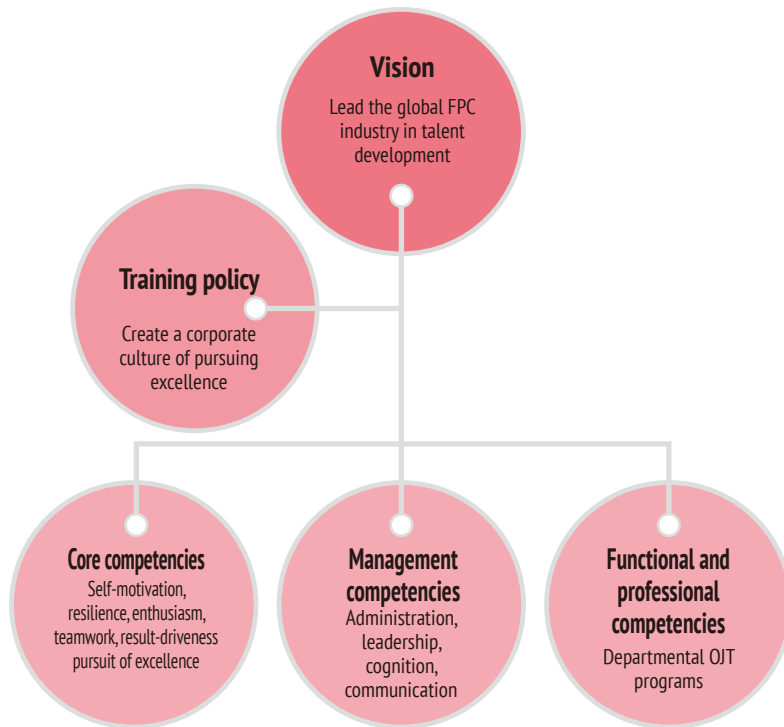 Vision
Lead the global FPC
industry in talent
development
Training policy
Create a corporate
culture of pursuing
excellence
Core competencies
Self-motivation,
resilience, enthusiasm,
teamwork, result-driveness
pursuit of excellence
Management
competencies
Administration,
leadership,
cognition,
communication
Functional and
professional
competencies
Departmental OJT
programs